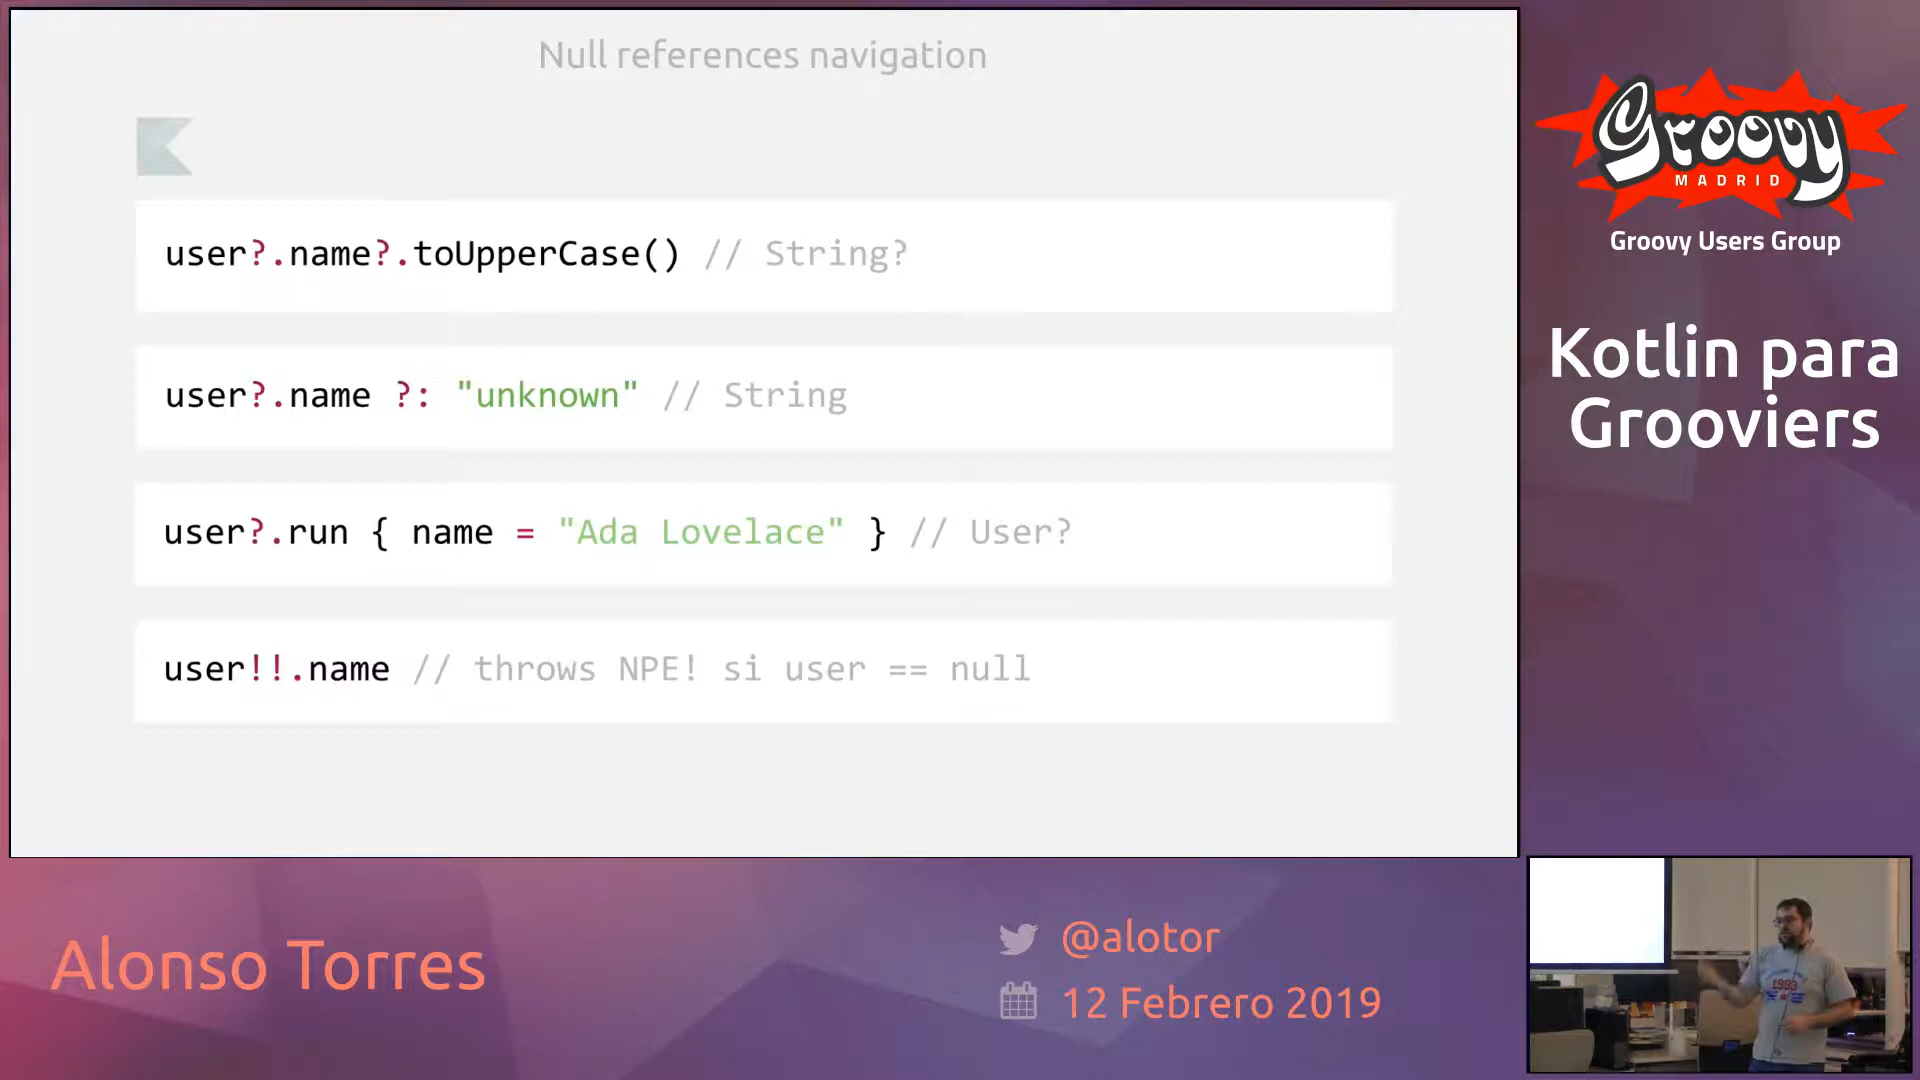 Null references navigation
user?.name?.toUpperCase() // String?
user?.name ?: "unknown" // String
user?.run { name = "Ada Lovelace" } // User?
user!!.name // throws NPE! si user == null
Groovy
MADRID
Groovy Users Group
Kotlin para
Grooviers
Alonso Torres
@alotor
12 Febrero 2019
1993